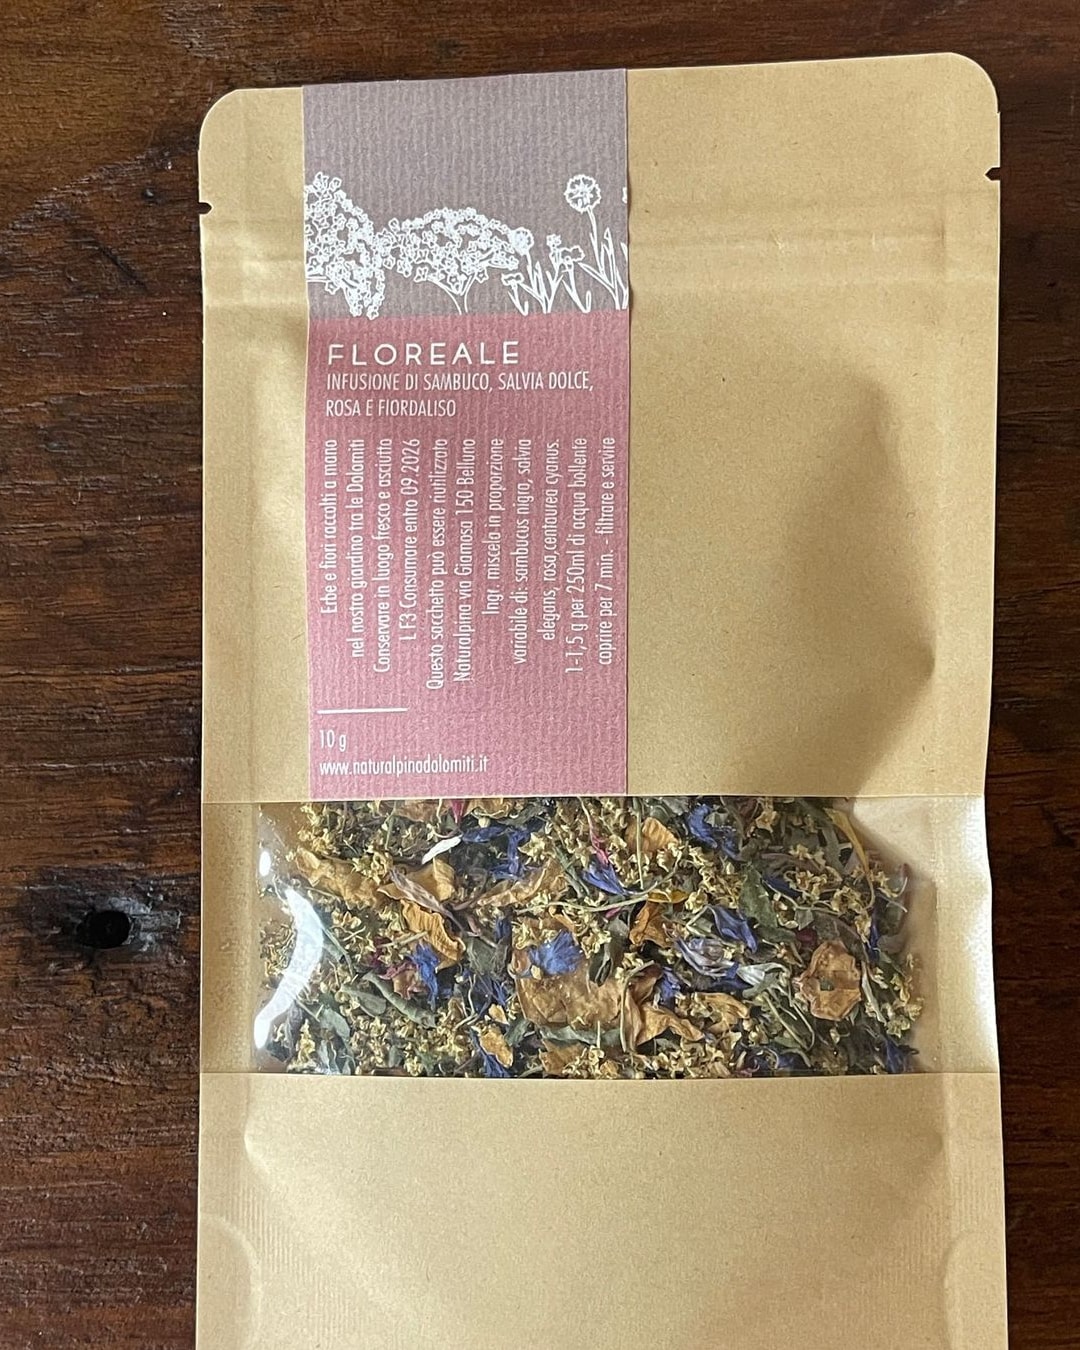 FLOREALE
INFUSIONE DI SAMBUCO, SALVIA DOLCE,
ROSA E FIORDALISO
Erbe e fiori raccolti a mano
nel nostro giardino tra le Dolomiti
Conservare in luogo fresco e asciutto
L F3 Consumare entro 09.2026
Questo sacchetto può essere riutilizzato
Naturalpina via Giamosa 150 Belluno
Ingr. miscela in proporzione
variabile di: sambucus nigra, salvia
elegans, rosa,centaurea cyanus.
1-1,5 g per 250ml di acqua bollente
coprire per 7 min. - filtrare e servire
10 g
www.naturalpinadolomiti.it